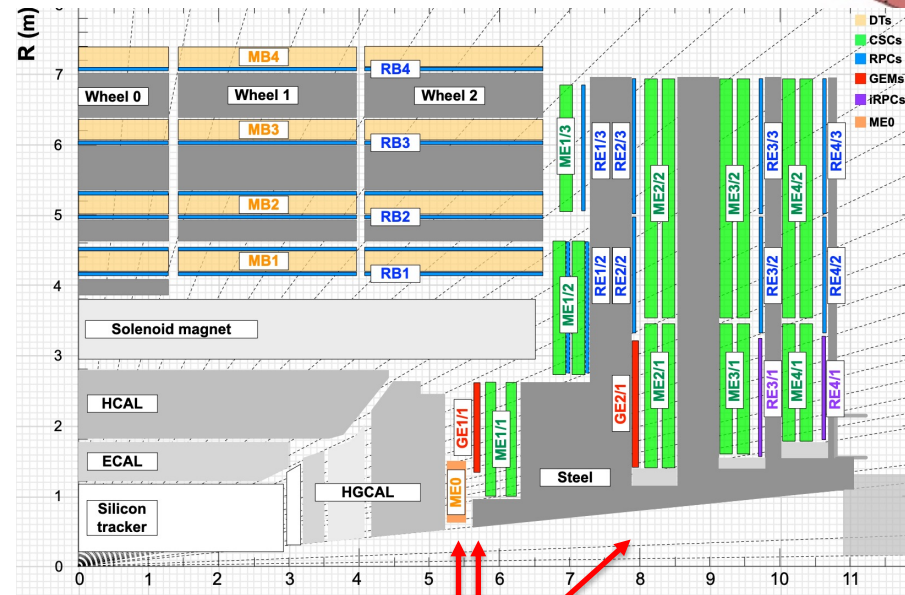 R (m)
DTs
CSCs
RPCs
GEMs
iRPCs
ME0
7
6
5
4
3
2
1
0
MB4
RB4
Wheel 0
Wheel 1
Wheel 2
MB3
RB3
MB2
RB2
MB1
RB1
Solenoid magnet
HCAL
ECAL
Silicon
tracker
HGCAL
Steel
ME0
GE1/1
ME1/1
ME1/2
ME1/3
RE1/3
RE2/3
RE1/2
RE2/2
GE2/1
ME2/2
ME2/1
ME3/2
ME3/1
RE3/3
RE3/2
RE3/1
ME4/2
ME4/1
RE4/3
RE4/2
RE4/1
0 1 2 3 4 5 6 7 8 9 10 11